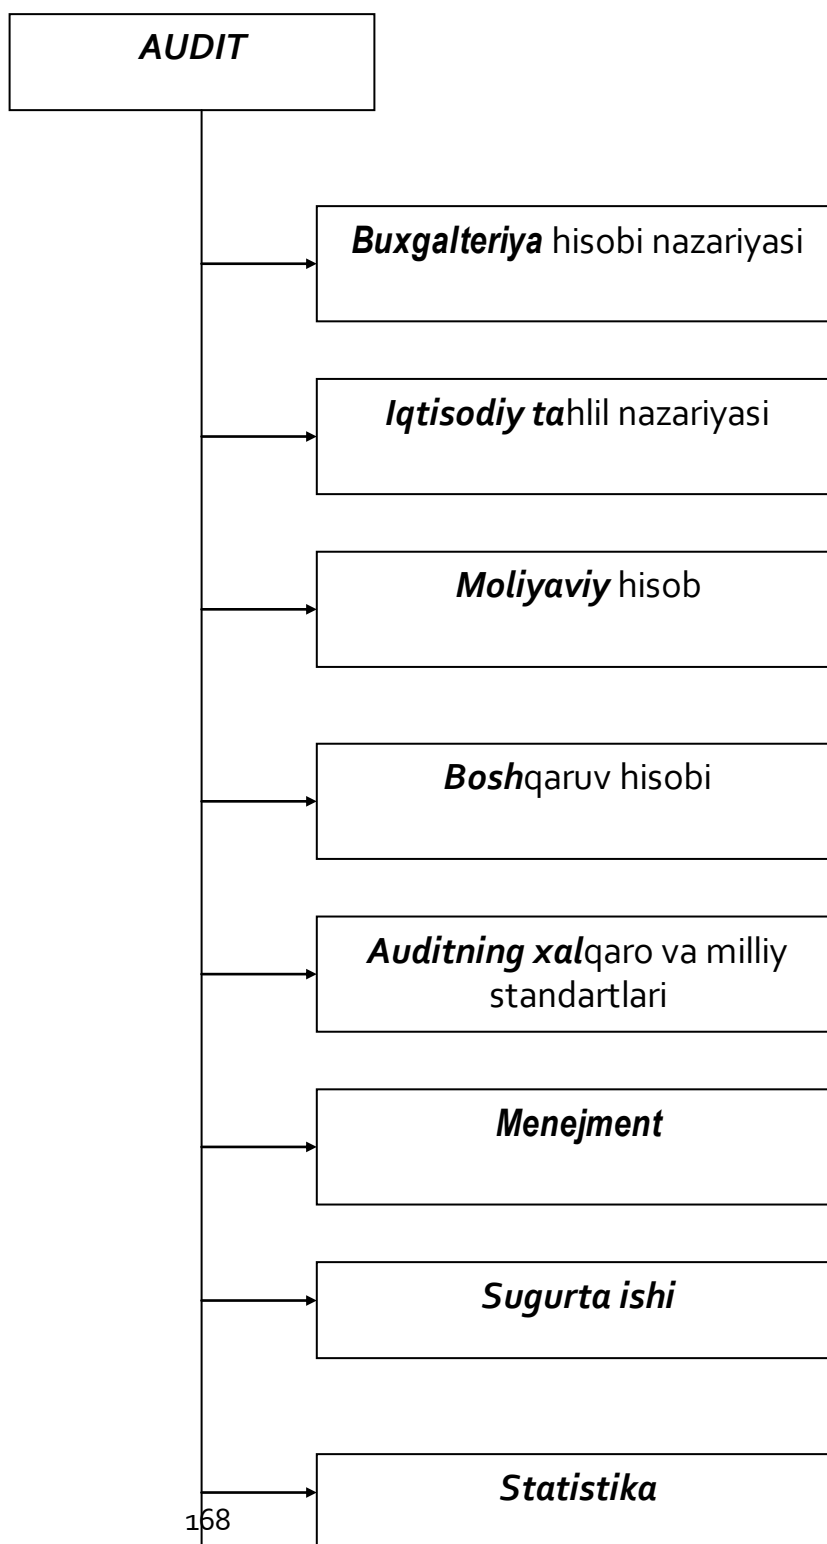 AUDIT
Buxgalteriya hisobi nazariyasi
Iqtisodiy tahlil nazariyasi
Moliyaviy hisob
Boshqaruv hisobi
Auditning xalqaro va milliy
standartlari
Menejment
Sugurta ishi
Statistika
168